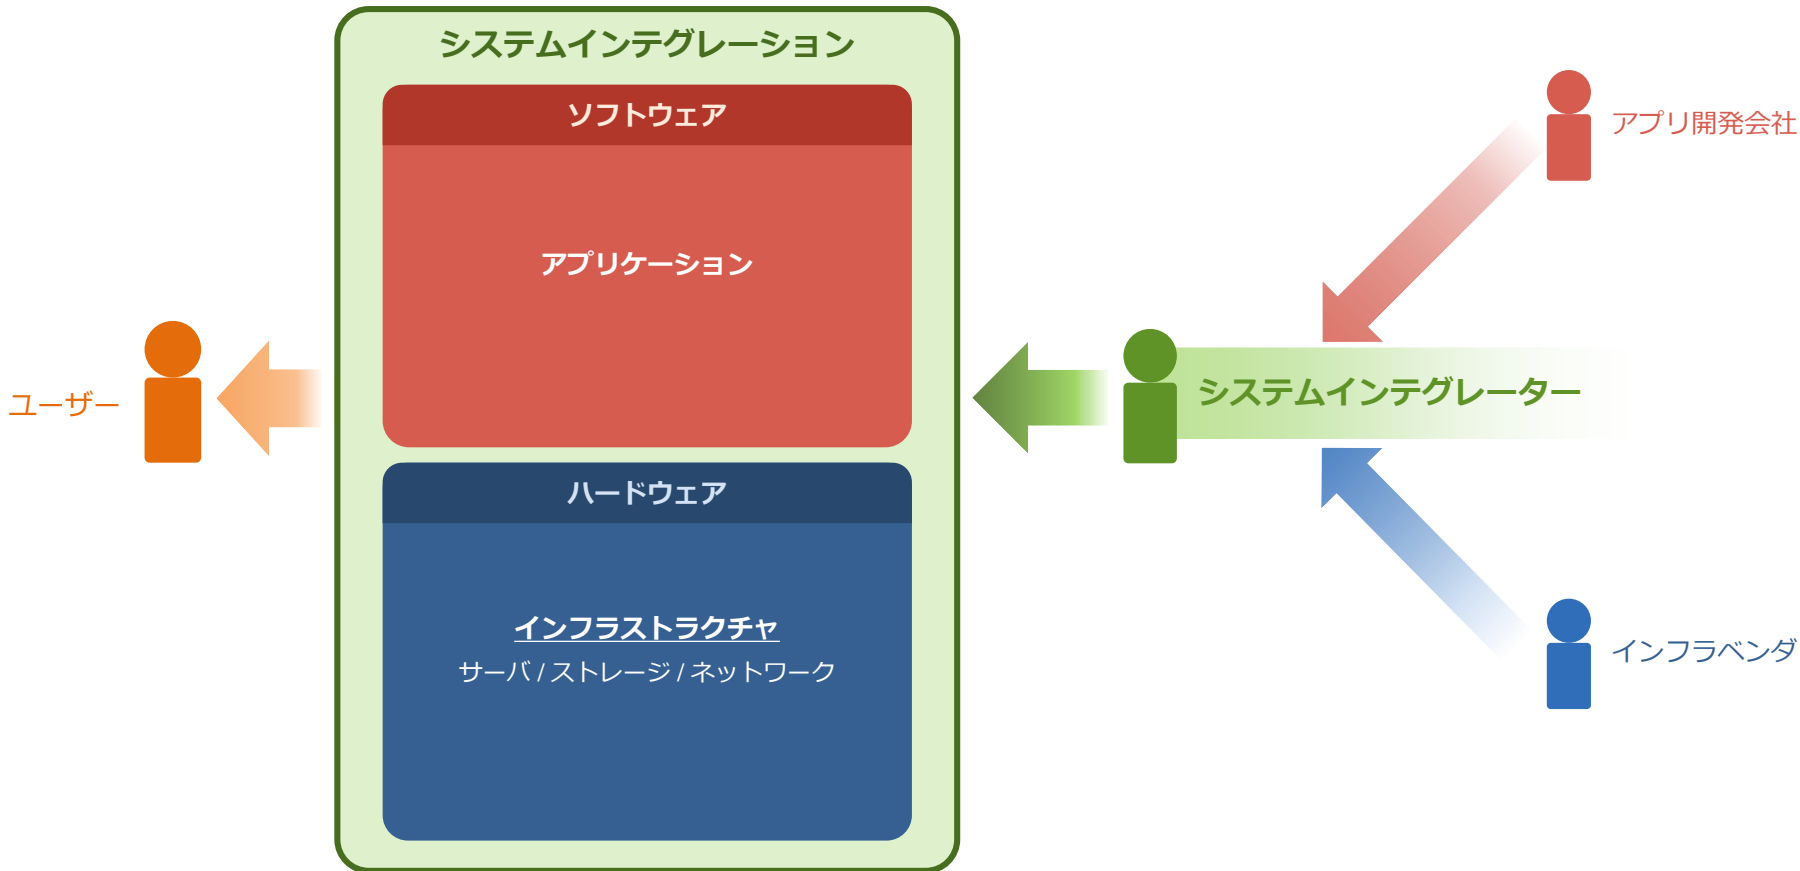 システムインテグレーション
ソフトウェア
アプリケーション
ハードウェア
インフラストラクチャ
サーバ / ストレージ / ネットワーク
ユーザー
システムインテグレーター
アプリ開発会社
インフラベンダ